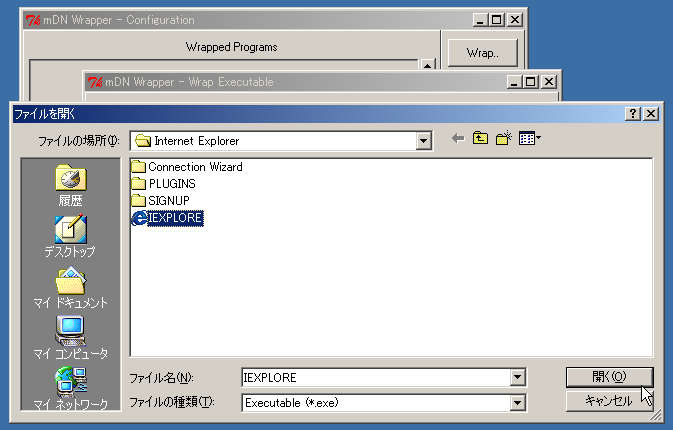 mDN Wrapper - Configuration
Wrapped Programs
Wrap..
mDN Wrapper - Wrap Executable
ファイルを開く
ファイルの場所(I):
Internet Explorer
Connection Wizard
PLUGINS
SIGNUP
IEXPLORE
履歴
デスクトップ
マイ ドキュメント
マイ コンピュータ
マイ ネットワーク
ファイル名(N):
IEXPLORE
開く(O)
ファイルの種類(T):
Executable (*.exe)
キャンセル